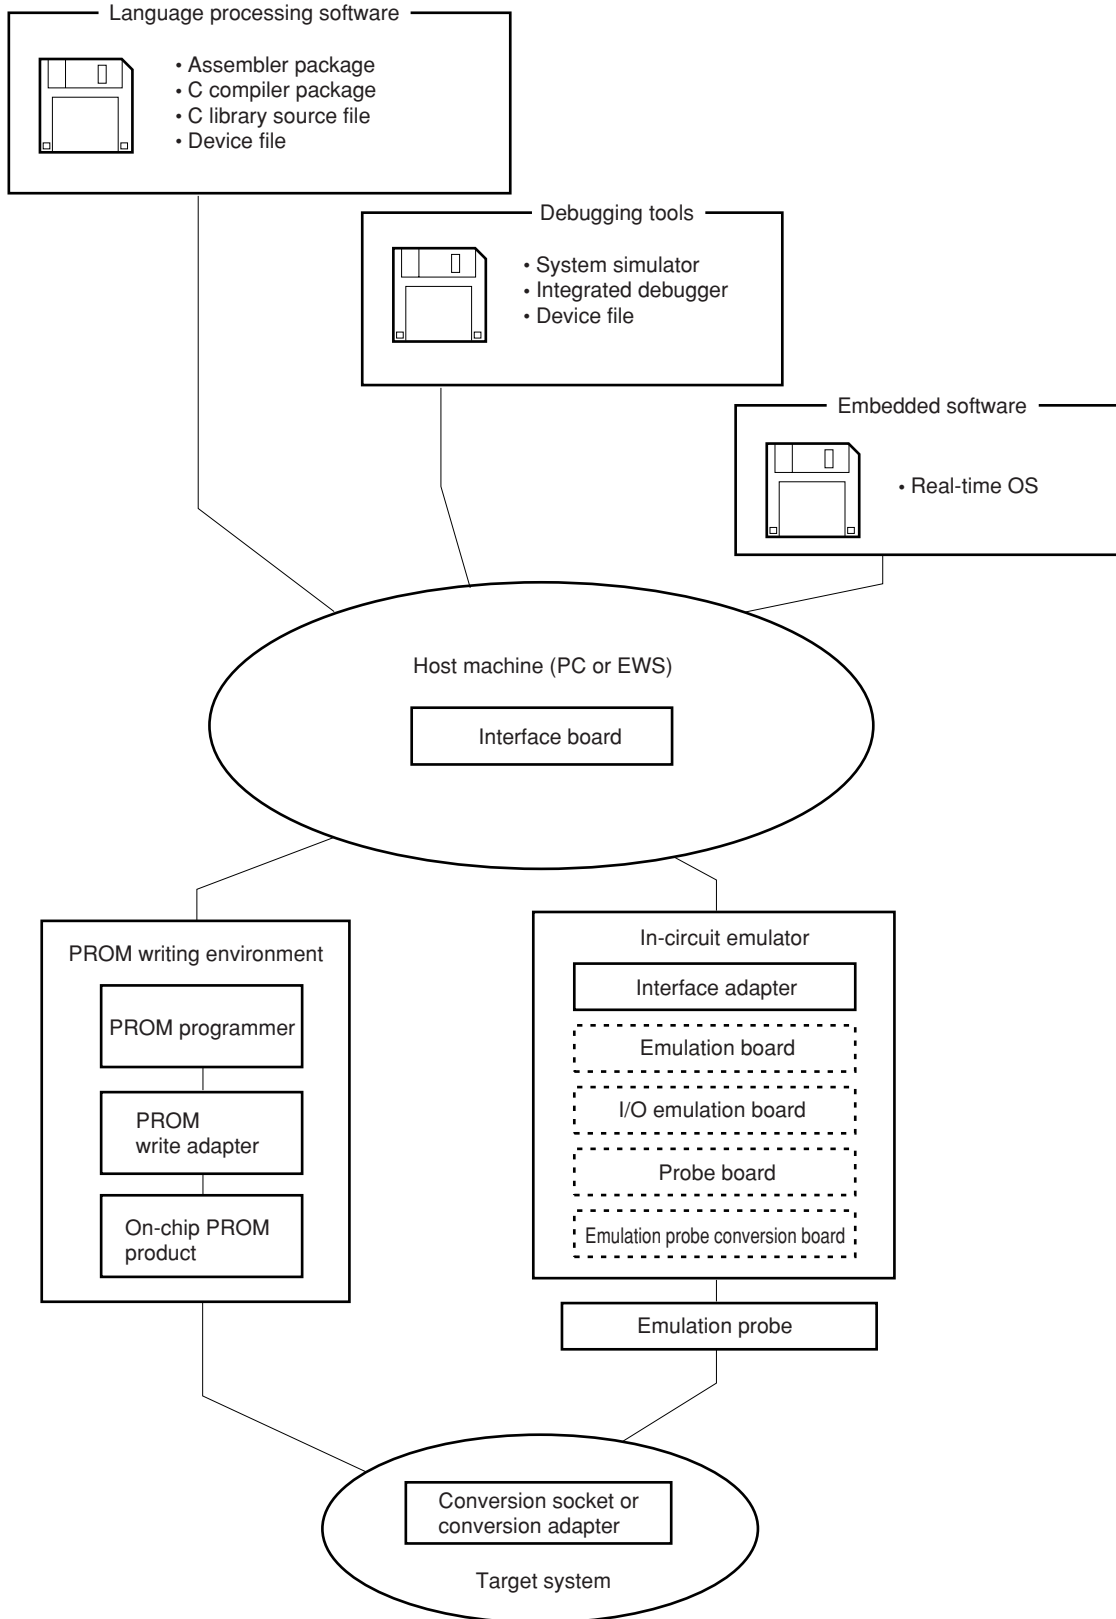 Language processing software
• Assembler package
• C compiler package
• C library source file
• Device file
Debugging tools
• System simulator
• Integrated debugger
• Device file
Embedded software
• Real-time OS
Host machine (PC or EWS)
Interface board
PROM writing environment
PROM programmer
PROM
write adapter
On-chip PROM
product
In-circuit emulator
Interface adapter
Emulation board
I/O emulation board
Probe board
Emulation probe conversion board
Emulation probe
Conversion socket or
conversion adapter
Target system